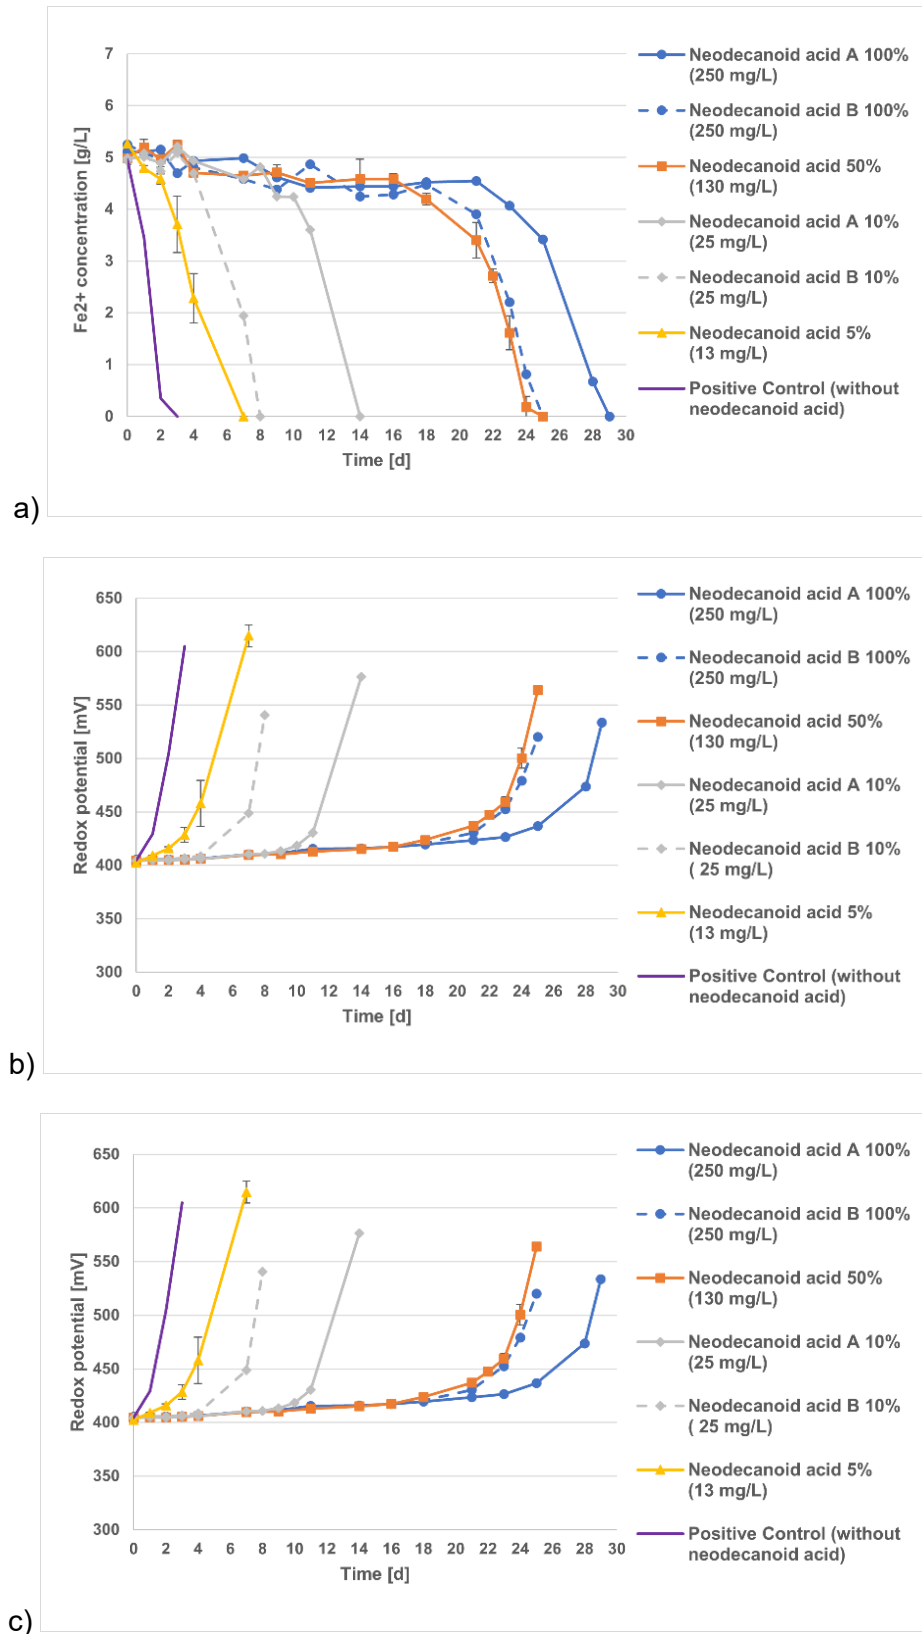 7
6
5
4
3
2
1
0
Fe2+ concentration [g/L]
0 2 4 6 8 10 12 14 16 18 20 22 24 26 28 30
Time [d]
Neodecanoid acid A 100%
(250 mg/L)
Neodecanoid acid B 100%
(250 mg/L)
Neodecanoid acid 50%
(130 mg/L)
Neodecanoid acid A 10%
(25 mg/L)
Neodecanoid acid B 10%
(25 mg/L)
Neodecanoid acid 5%
(13 mg/L)
Positive Control (without
neodecanoid acid)
a)
650
600
550
500
450
400
350
300
Redox potential [mV]
0 2 4 6 8 10 12 14 16 18 20 22 24 26 28 30
Time [d]
Neodecanoid acid A 100%
(250 mg/L)
Neodecanoid acid B 100%
(250 mg/L)
Neodecanoid acid 50%
(130 mg/L)
Neodecanoid acid A 10%
(25 mg/L)
Neodecanoid acid B 10%
( 25 mg/L)
Neodecanoid acid 5%
(13 mg/L)
Positive Control (without
neodecanoid acid)
b)
650
600
550
500
450
400
350
300
Redox potential [mV]
0 2 4 6 8 10 12 14 16 18 20 22 24 26 28 30
Time [d]
Neodecanoid acid A 100%
(250 mg/L)
Neodecanoid acid B 100%
(250 mg/L)
Neodecanoid acid 50%
(130 mg/L)
Neodecanoid acid A 10%
(25 mg/L)
Neodecanoid acid B 10%
( 25 mg/L)
Neodecanoid acid 5%
(13 mg/L)
Positive Control (without
neodecanoid acid)
c)